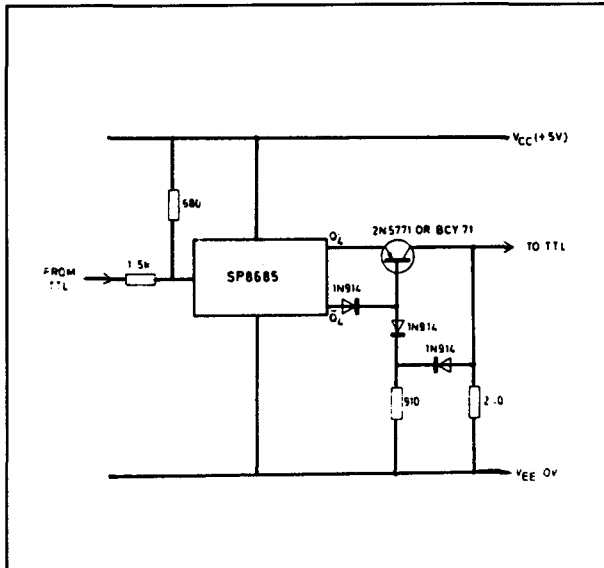 VCC (+5V)
680
2N5771 OR BCY 71
Q4
TO TTL
1.5k
FROM
SP8685
1N914
Q̅4
1N914
1N914
910
VEE 0V